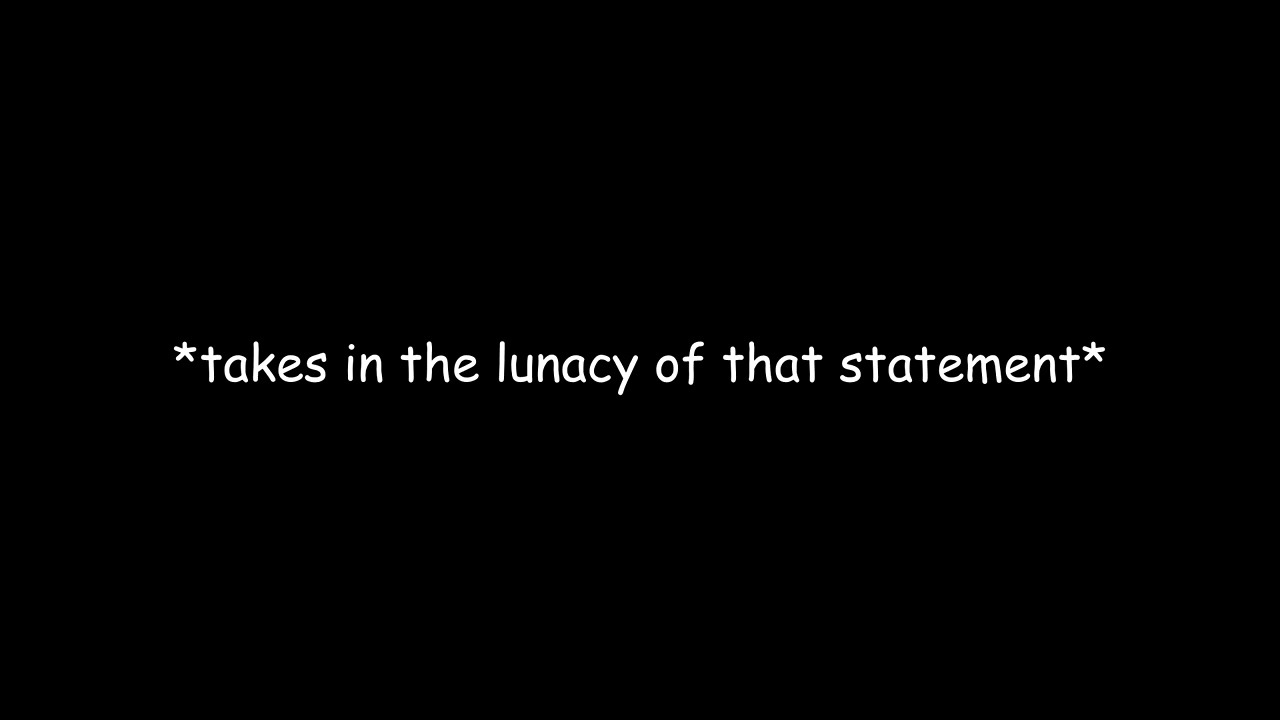 *takes in the lunacy of that statement*